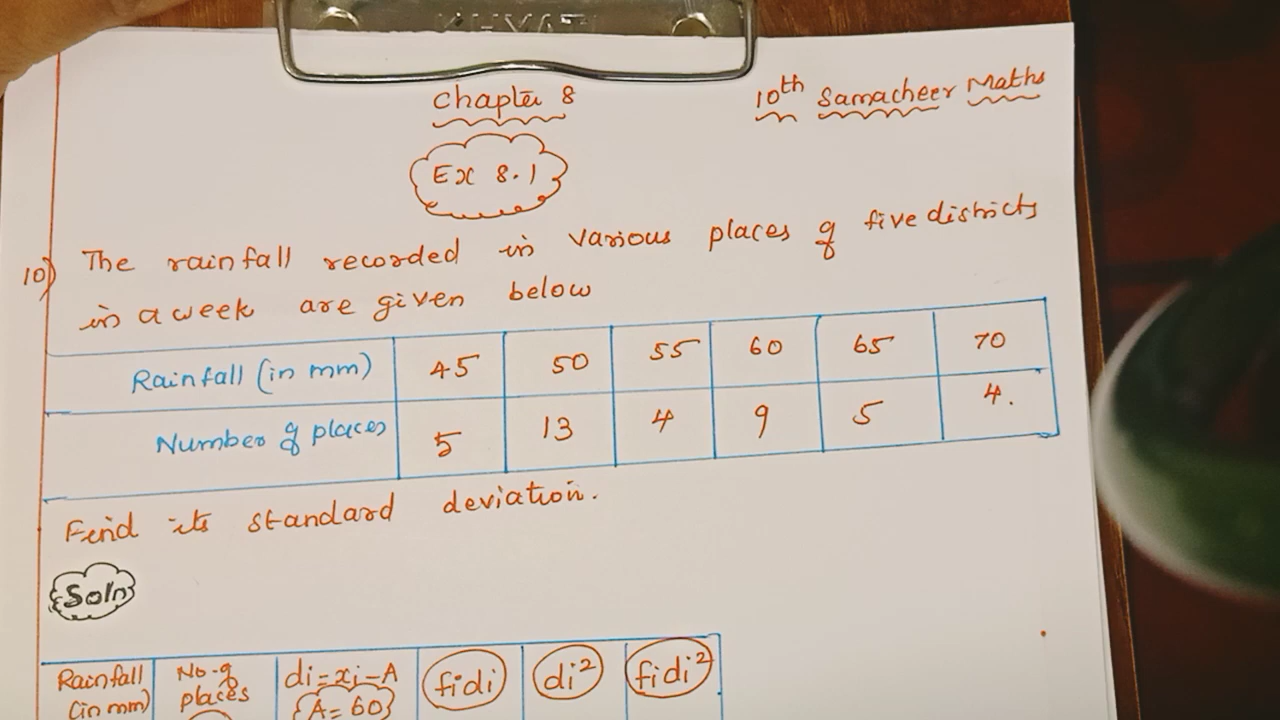 Chapter 8
10th Samacheer Maths
Ex 8.1
10) The rainfall recorded in various places of five districts
in a week are given below
Rainfall (in mm) 45 50 55 60 65 70
Number of places 5 13 4 9 5 4.
Find its standard deviation.
Soln
Rainfall (in mm) No. of places di = xi - A A = 60 fidi di² fidi²